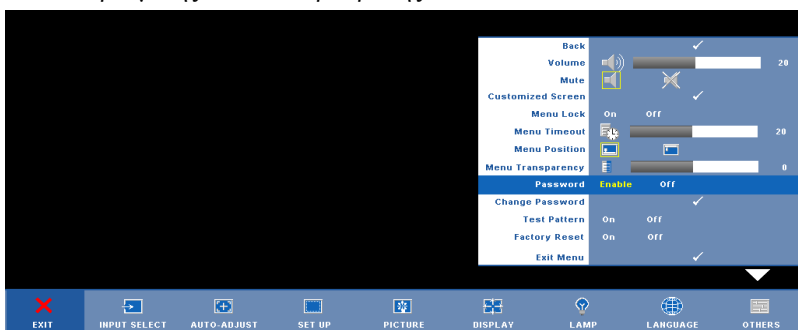 Back
Volume 20
Mute
Customized Screen
Menu Lock On Off
Menu Timeout 20
Menu Position
Menu Transparency 0
Password Enable Off
Change Password
Test Pattern On Off
Factory Reset On Off
Exit Menu
EXIT INPUT SELECT AUTO-ADJUST SET UP PICTURE DISPLAY LAMP LANGUAGE OTHERS